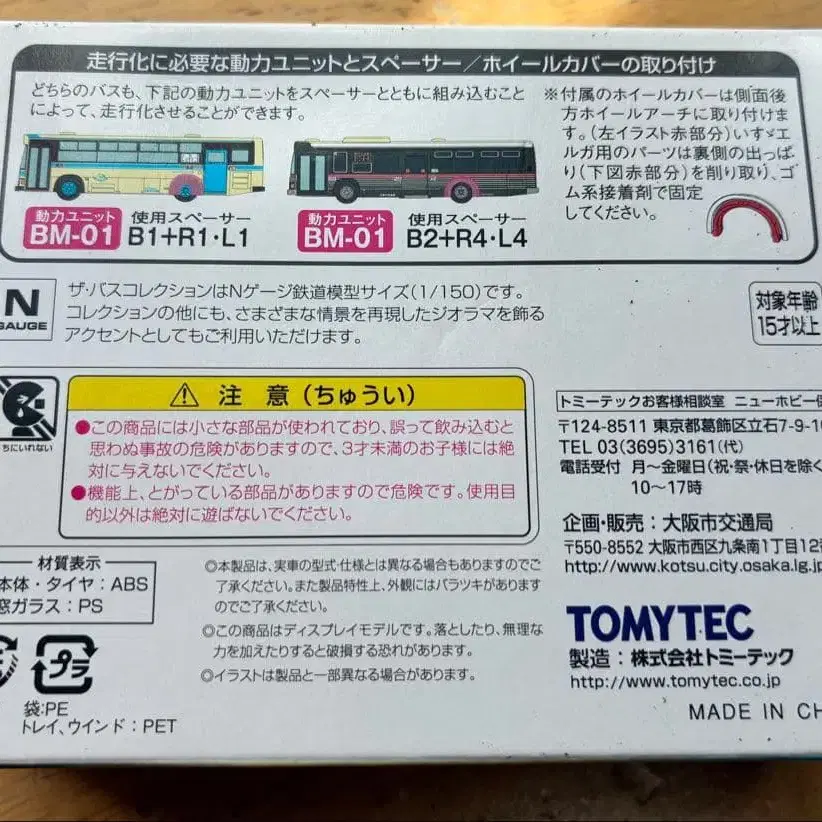 走行化に必要な動力ユニットとスペーサー／ホイールカバーの取り付け
どちらのバスも、下記の動力ユニットをスペーサーとともに組み込むこと
によって、走行化させることができます。
動力ユニット
BM-01
使用スペーサー
B1+R1・L1
動力ユニット
BM-01
使用スペーサー
B2+R4・L4
※付属のホイールカバーは側面後
方ホイールアーチに取り付けま
す。（左イラスト赤部分）いすゞエ
ルガ用のパーツは裏側の出っぱ
り（下図赤部分）を削り取り、ゴ
ム系接着剤で固定
してください。
N
GAUGE
ザ・バスコレクションはNゲージ鉄道模型サイズ（1/150）です。
コレクションの他にも、さまざまな情景を再現したジオラマを飾る
アクセントとしてもご利用いただけます。
対象年齢
15才以上
ちにいれない
⚠ 注 意（ちゅうい）
●この商品には小さな部品が使われており、誤って飲み込むと
思わぬ事故の危険がありますので、3才未満のお子様には絶
対に与えないでください。
●機能上、とがっている部品がありますので危険です。使用目
的以外は絶対に遊ばないでください。
トミーテックお客様相談室 ニューホビー
〒124-8511 東京都葛飾区立石7-9-10
TEL 03(3695)3161(代)
電話受付 月～金曜日(祝・祭・休日を除く
10～17時
企画・販売：大阪市交通局
〒550-8552 大阪市西区九条南1丁目12番
http://www.kotsu.city.osaka.lg.jp
材質表示
本体・タイヤ：ABS
窓ガラス：PS
プラ
袋:PE
トレイ、ウインド：PET
◎本製品は、実車の型式・仕様とは異なる場合もありますのでご
了承ください。また製品特性上、外観にはバラツキがあります
のでご了承ください。
◎この商品はディスプレイモデルです。落としたり、無理な
力を加えたりすると破損する恐れがあります。
◎イラストは製品と一部異なる場合があります。
TOMYTEC
製造：株式会社トミーテック
http://www.tomytec.co.jp
MADE IN CH